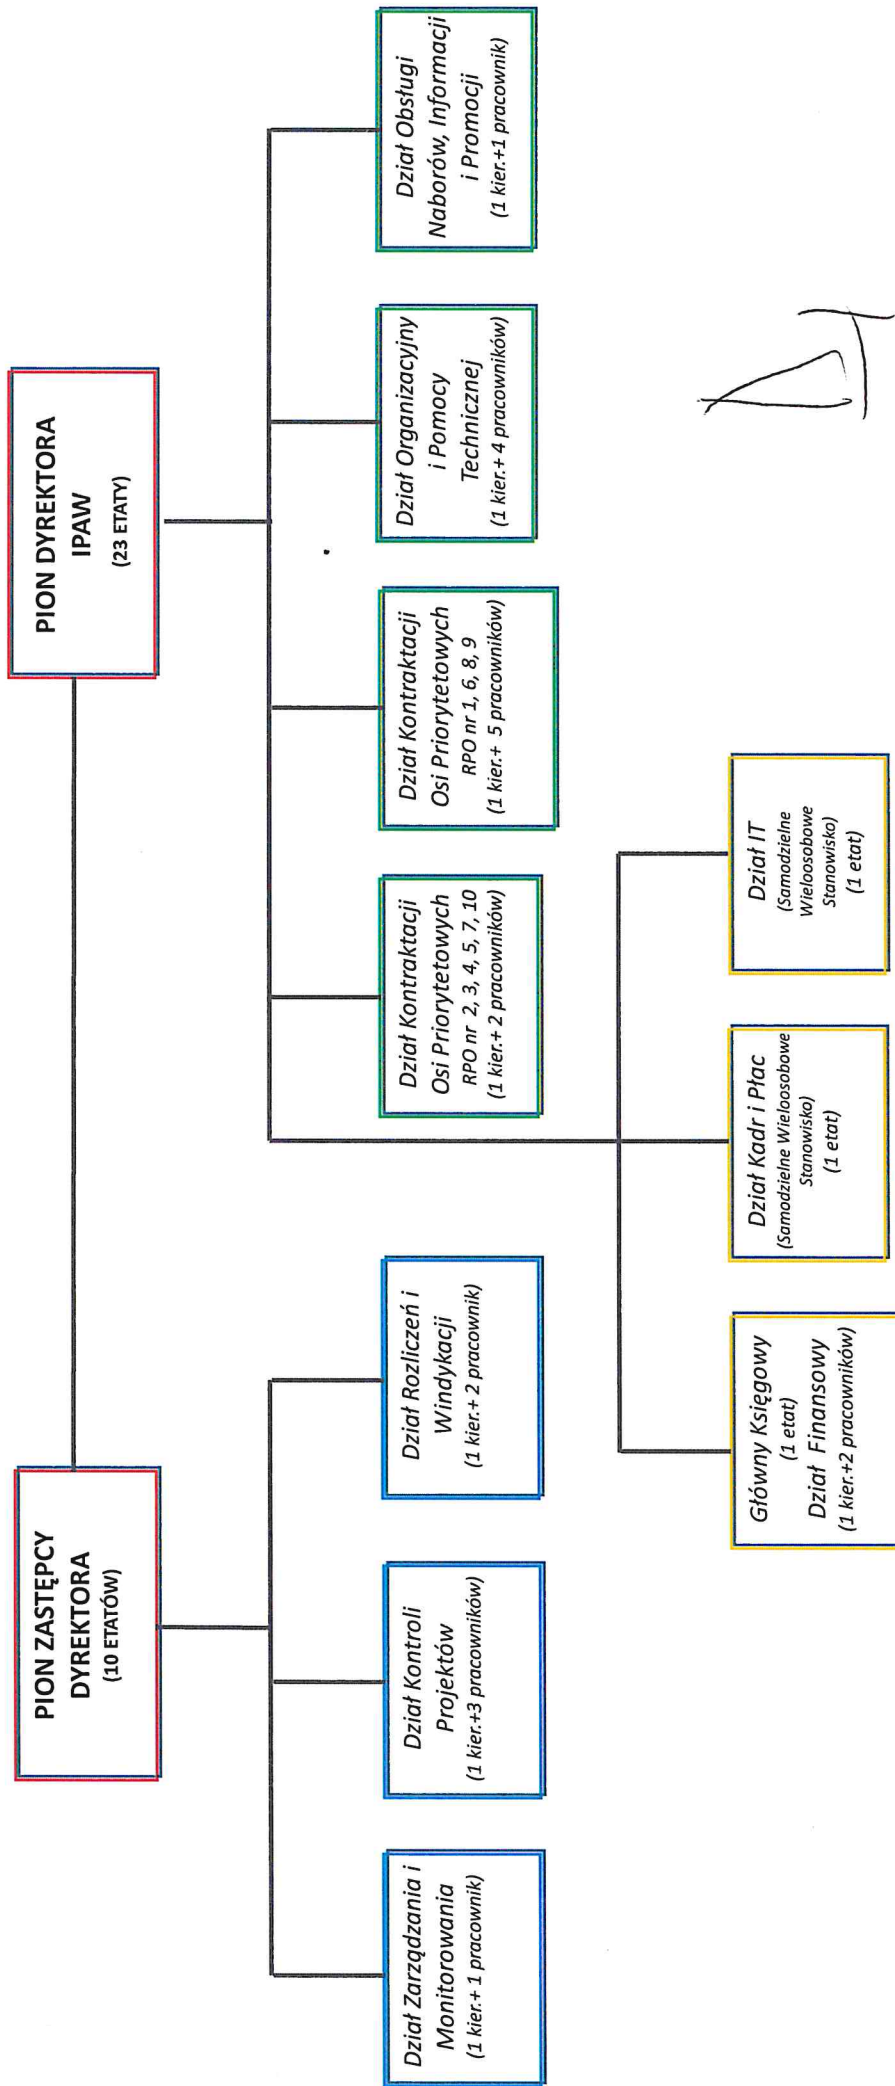 PION ZASTĘPCY
DYREKTORA
(10 ETATÓW)
PION DYREKTORA
IPAW
(23 ETATY)
Dział Zarządzania i
Monitorowania
(1 kier.+ 1 pracownik)
Dział Kontroli
Projektów
(1 kier.+3 pracowników)
Dział Rozliczeń i
Windykacji
(1 kier.+ 2 pracownik)
Dział Kontraktacji
Osi Priorytetowych
RPO nr 2, 3, 4, 5, 7, 10
(1 kier.+ 2 pracowników)
Dział Kontraktacji
Osi Priorytetowych
RPO nr 1, 6, 8, 9
(1 kier.+ 5 pracowników)
Dział Organizacyjny
i Pomocy
Technicznej
(1 kier.+ 4 pracowników)
Dział Obsługi
Naborów, Informacji
i Promocji
(1 kier.+1 pracownik)
Główny Księgowy
(1 etat)
Dział Finansowy
(1 kier.+2 pracowników)
Dział Kadr i Płac
(Samodzielne Wieloosobowe
Stanowisko)
(1 etat)
Dział IT
(Samodzielne
Wieloosobowe
Stanowisko)
(1 etat)